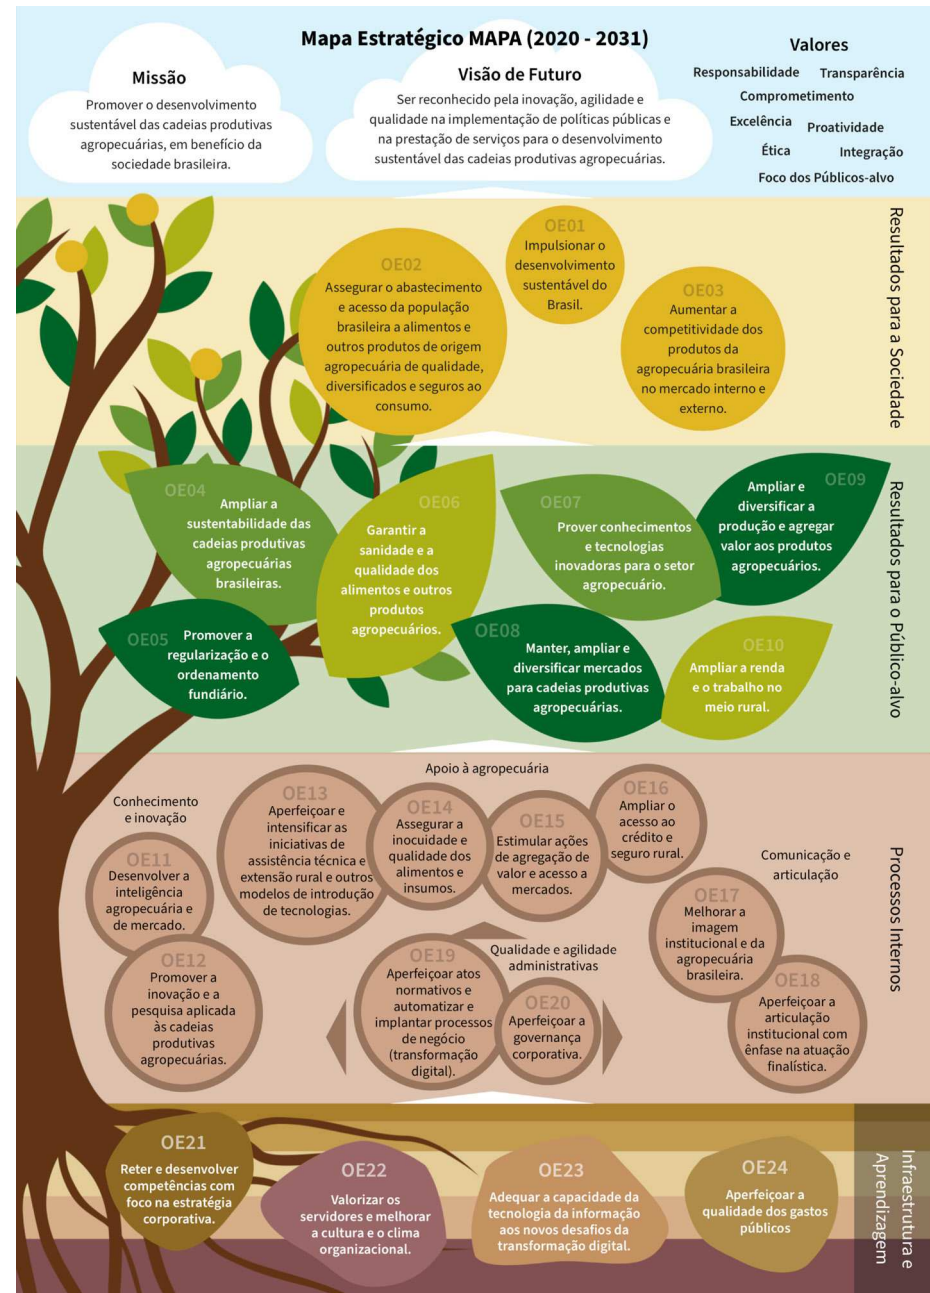 Mapa Estratégico MAPA (2020 - 2031)
Missão
Promover o desenvolvimento
sustentável das cadeias produtivas
agropecuárias, em benefício da
sociedade brasileira.
Visão de Futuro
Ser reconhecido pela inovação, agilidade e
qualidade na implementação de políticas públicas e
na prestação de serviços para o desenvolvimento
sustentável das cadeias produtivas agropecuárias.
Valores
Responsabilidade Transparência
Comprometimento
Excelência Proatividade
Ética Integração
Foco dos Públicos-alvo
Resultados para a Sociedade
OE01
Impulsionar o
desenvolvimento
sustentável do
Brasil.
OE02
Assegurar o abastecimento
e acesso da população
brasileira a alimentos e
outros produtos de origem
agropecuária de qualidade,
diversificados e seguros ao
consumo.
OE03
Aumentar a
competitividade dos
produtos da
agropecuária brasileira
no mercado interno e
externo.
Resultados para o Público-alvo
OE04
Ampliar a
sustentabilidade das
cadeias produtivas
agropecuárias
brasileiras.
OE05
Promover a
regularização e o
ordenamento
fundiário.
OE06
Garantir a
sanidade e a
qualidade dos
alimentos e outros
produtos
agropecuários.
OE07
Prover conhecimentos
e tecnologias
inovadoras para o setor
agropecuário.
OE08
Manter, ampliar e
diversificar mercados
para cadeias produtivas
agropecuárias.
OE09
Ampliar e
diversificar a
produção e agregar
valor aos produtos
agropecuários.
OE10
Ampliar a renda
e o trabalho no
meio rural.
Processos Internos
Conhecimento
e inovação
OE11
Desenvolver a
inteligência
agropecuária e
de mercado.
OE12
Promover a
inovação e a
pesquisa aplicada
às cadeias
produtivas
agropecuárias.
Apoio à agropecuária
OE13
Aperfeiçoar e
intensificar as
iniciativas de
assistência técnica e
extensão rural e outros
modelos de introdução
de tecnologias.
OE14
Assegurar a
inocuidade e
qualidade dos
alimentos e
insumos.
OE15
Estimular ações
de agregação de
valor e acesso a
mercados.
OE16
Ampliar o
acesso ao
crédito e
seguro rural.
Comunicação e
articulação
OE17
Melhorar a
imagem
institucional e da
agropecuária
brasileira.
OE18
Aperfeiçoar a
articulação
institucional com
ênfase na atuação
finalística.
Qualidade e agilidade
administrativas
OE19
Aperfeiçoar atos
normativos e
automatizar e
implantar processos
de negócio
(transformação
digital).
OE20
Aperfeiçoar a
governança
corporativa.
Infraestrutura e
Aprendizagem
OE21
Reter e desenvolver
competências com
foco na estratégia
corporativa.
OE22
Valorizar os
servidores e melhorar
a cultura e o clima
organizacional.
OE23
Adequar a capacidade da
tecnologia da informação
aos novos desafios da
transformação digital.
OE24
Aperfeiçoar a
qualidade dos gastos
públicos